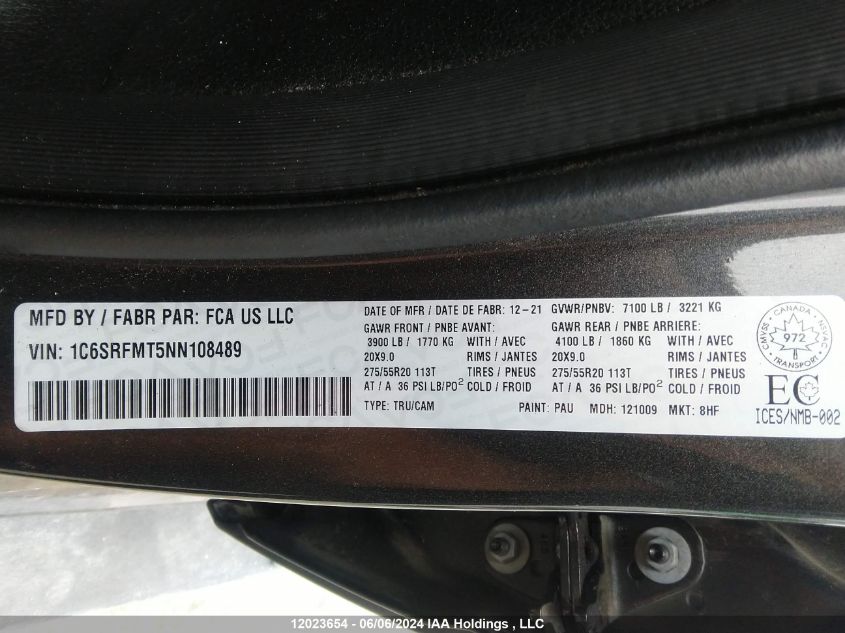 MFD BY / FABR PAR: FCA US LLC
VIN: 1C6SRFMT5NN108489
DATE OF MFR / DATE DE FABR: 12-21 GVWR/PNBV: 7100 LB / 3221 KG
GAWR FRONT / PNBE AVANT: GAWR REAR / PNBE ARRIERE:
3900 LB / 1770 KG WITH / AVEC 4100 LB / 1860 KG WITH / AVEC
20X9.0 RIMS / JANTES 20X9.0 RIMS / JANTES
275/55R20 113T TIRES / PNEUS 275/55R20 113T TIRES / PNEUS
AT / A 36 PSI LB/PO2 COLD / FROID AT / A 36 PSI LB/PO2 COLD / FROID
TYPE: TRU/CAM PAINT: PAU MDH: 121009 MKT: 8HF
CANADA
CMVSS 972 NSVAC
TRANSPORT
EC
ICES/NMB-002
12023654 - 06/06/2024 IAA Holdings , LLC